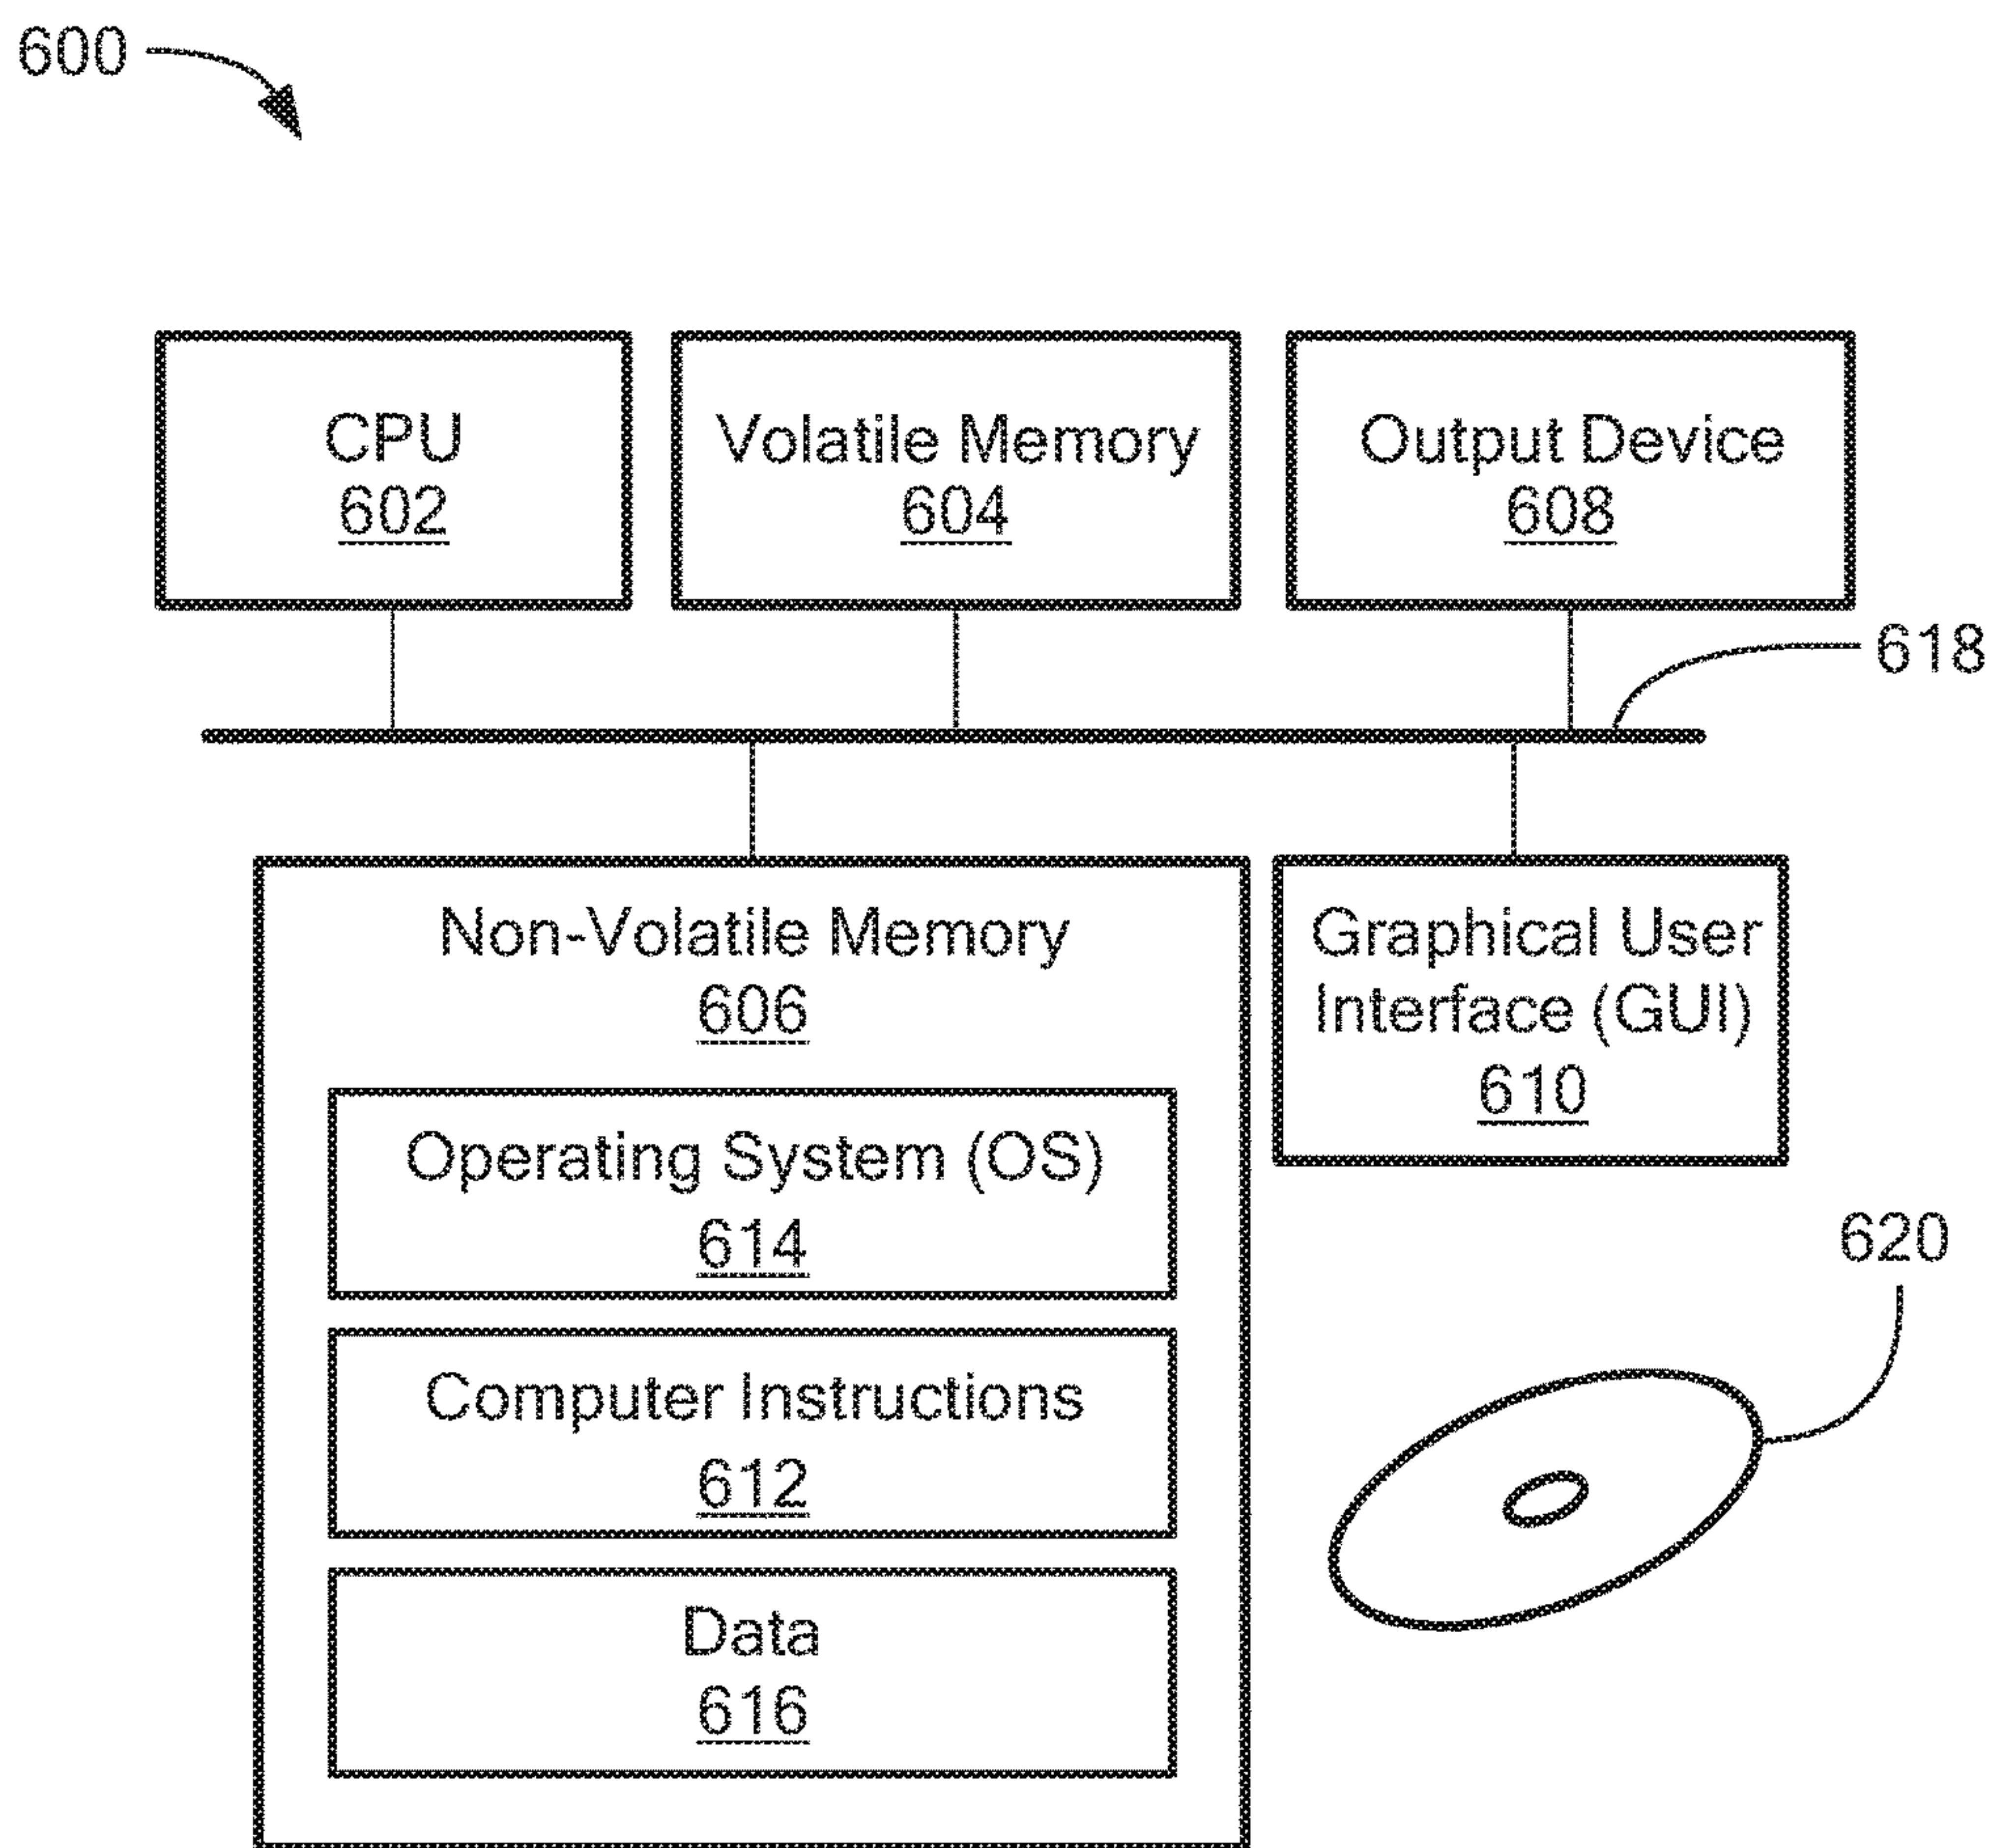 600
CPU
602
Volatile Memory
604
Output Device
608
618
Non-Volatile Memory
606
Graphical User
Interface (GUI)
610
Operating System (OS)
614
Computer Instructions
612
Data
616
620